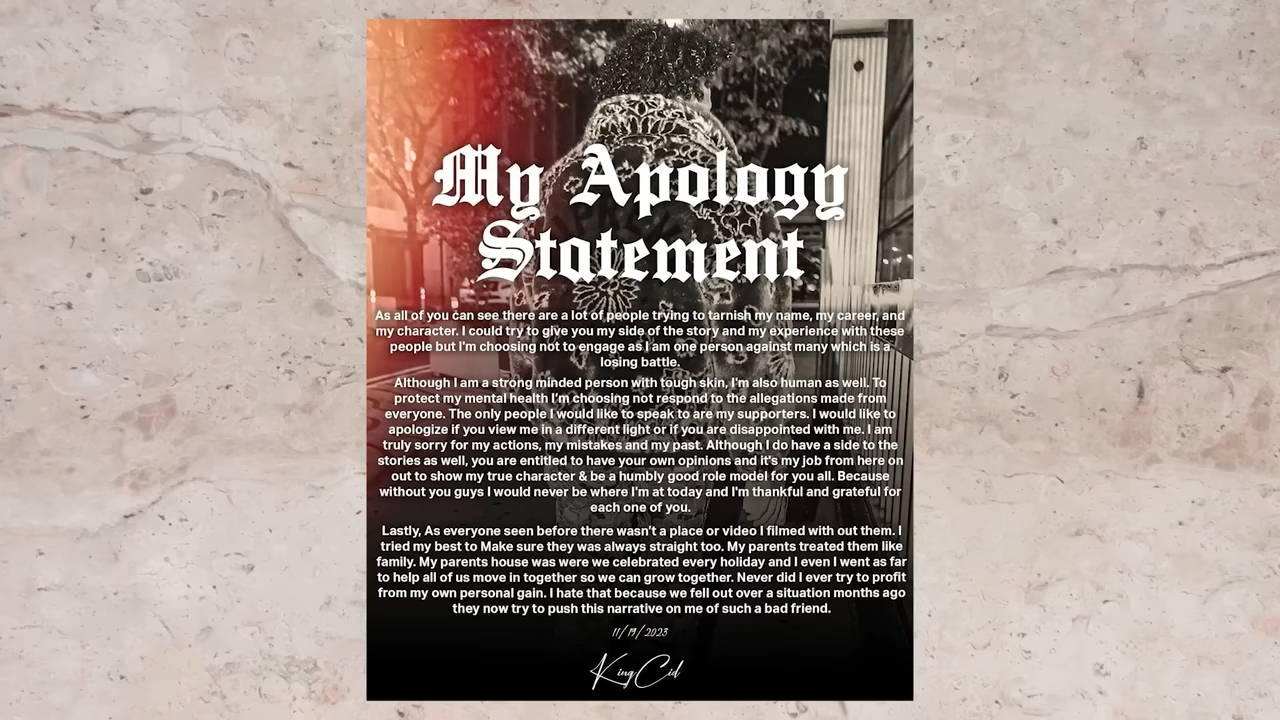 My Apology
Statement
As all of you can see there are a lot of people trying to tarnish my name, my career, and
my character. I could try to give you my side of the story and my experience with these
people but I'm choosing not to engage as I am one person against many which is a
losing battle.
Although I am a strong minded person with tough skin, I'm also human as well. To
protect my mental health I'm choosing not respond to the allegations made from
everyone. The only people I would like to speak to are my supporters. I would like to
apologize if you view me in a different light or if you are disappointed with me. I am
truly sorry for my actions, my mistakes and my past. Although I do have a side to the
stories as well, you are entitled to have your own opinions and it's my job from here on
out to show my true character & be a humbly good role model for you all. Because
without you guys I would never be where I'm at today and I'm thankful and grateful for
each one of you.
Lastly, As everyone seen before there wasn't a place or video I filmed with out them. I
tried my best to Make sure they was always straight too. My parents treated them like
family. My parents house was were we celebrated every holiday and I even I went as far
to help all of us move in together so we can grow together. Never did I ever try to profit
from my own personal gain. I hate that because we fell out over a situation months ago
they now try to push this narrative on me of such a bad friend.
11/19/2023
King Cid